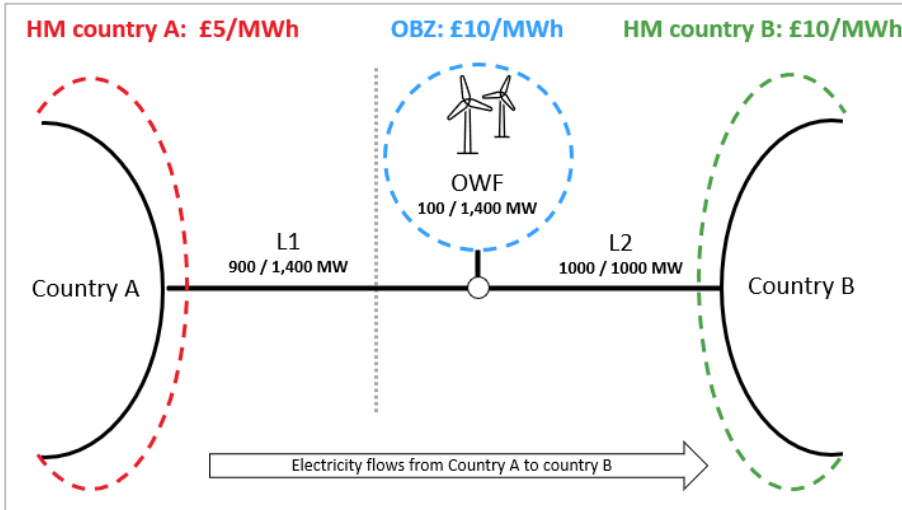 HM country A: £5/MWh
OBZ: £10/MWh
HM country B: £10/MWh
OWF
100 / 1,400 MW
L1
900 / 1,400 MW
L2
1000 / 1000 MW
Country A
Country B
Electricity flows from Country A to country B